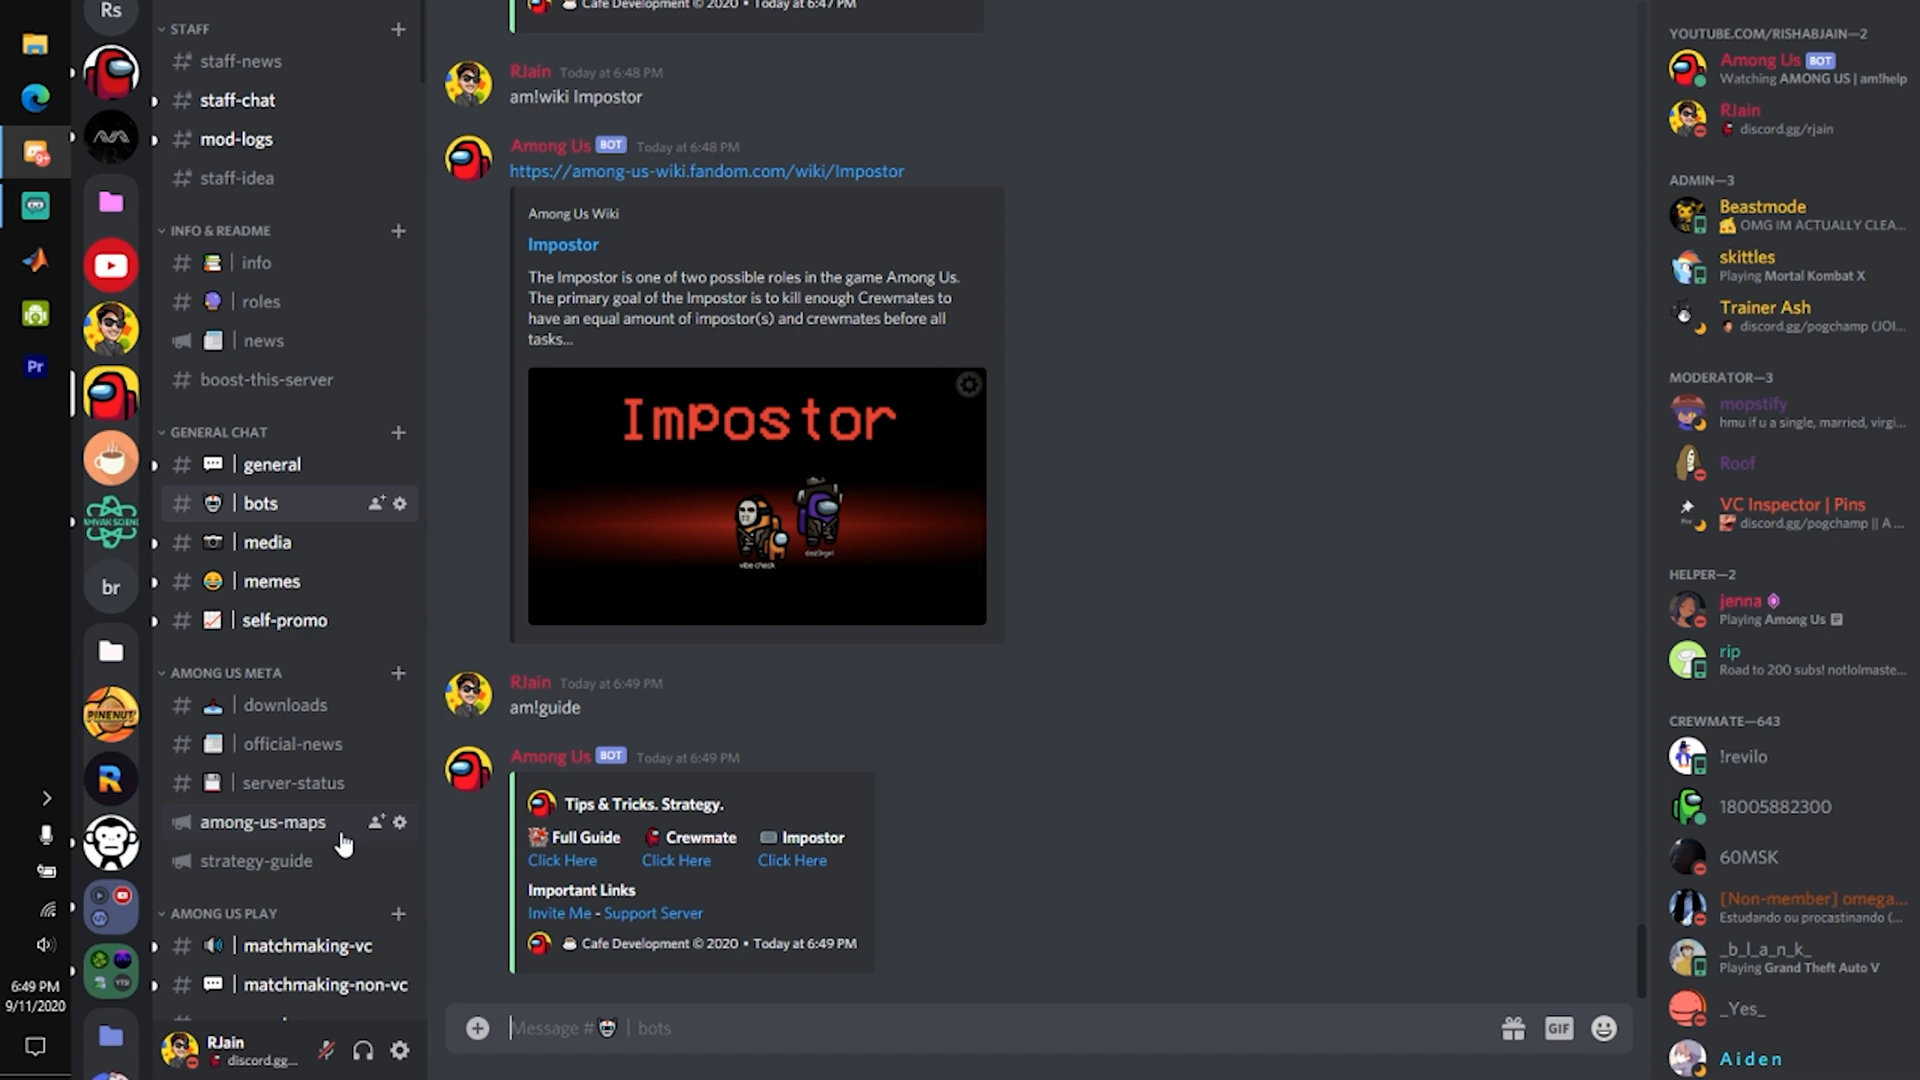 Rs
STAFF
staff-news
staff-chat
mod-logs
staff-idea
INFO & README
info
roles
news
boost-this-server
GENERAL CHAT
general
bots
media
memes
self-promo
AMONG US META
downloads
official-news
server-status
among-us-maps
strategy-guide
AMONG US PLAY
matchmaking-vc
matchmaking-non-vc
RJain
discord.gg...
9+
Pr
br
PINENUT
R
6:49 PM
9/11/2020
Cafe Development © 2020 • Today at 6:47 PM
RJain Today at 6:48 PM
am!wiki Impostor
Among Us BOT Today at 6:48 PM
https://among-us-wiki.fandom.com/wiki/Impostor
Among Us Wiki
Impostor
The Impostor is one of two possible roles in the game Among Us.
The primary goal of the Impostor is to kill enough Crewmates to
have an equal amount of impostor(s) and crewmates before all
tasks...
Impostor
vibe check
RJain Today at 6:49 PM
am!guide
Among Us BOT Today at 6:49 PM
Tips & Tricks. Strategy.
Full Guide Crewmate Impostor
Click Here Click Here Click Here
Important Links
Invite Me - Support Server
Cafe Development © 2020 • Today at 6:49 PM
Message # | bots
GIF
YOUTUBE.COM/RISHABJAIN—2
Among Us BOT
Watching AMONG US | am!help
RJain
discord.gg/rjain
ADMIN—3
Beastmode
OMG IM ACTUALLY CLEA...
skittles
Playing Mortal Kombat X
Trainer Ash
discord.gg/pogchamp (JOI...
MODERATOR—3
mopstify
hmu if u a single, married, virgi...
Roof
VC Inspector | Pins
discord.gg/pogchamp || A ...
HELPER—2
jenna
Playing Among Us
rip
Road to 200 subs! notlolmaste...
CREWMATE—643
!revilo
18005882300
60MSK
[Non-member] omega...
Estudando ou procastinando (...
_b_l_a_n_k_
Playing Grand Theft Auto V
_Yes_
Aiden